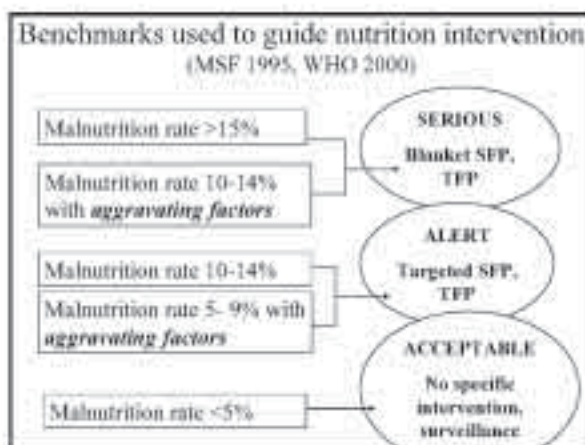 Benchmarks used to guide nutrition intervention
(MSF 1995, WHO 2000)
Malnutrition rate >15%
Malnutrition rate 10-14%
with aggravating factors
SERIOUS
Blanket SFP,
TFP
Malnutrition rate 10-14%
Malnutrition rate 5- 9% with
aggravating factors
ALERT
Targeted SFP,
TFP
Malnutrition rate <5%
ACCEPTABLE
No specific
intervention,
surveillance